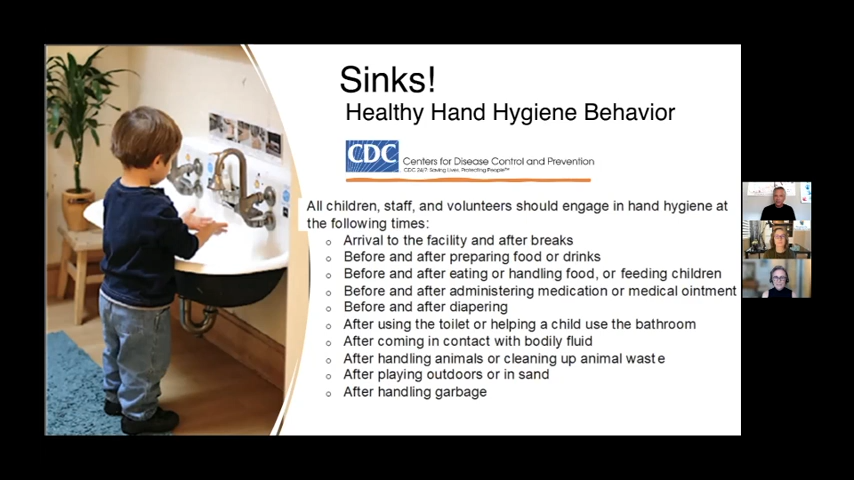 Sinks!
Healthy Hand Hygiene Behavior
CDC
Centers for Disease Control and Prevention
CDC 24/7: Saving Lives. Protecting People™
All children, staff, and volunteers should engage in hand hygiene at
the following times:
Arrival to the facility and after breaks
Before and after preparing food or drinks
Before and after eating or handling food, or feeding children
Before and after administering medication or medical ointment
Before and after diapering
After using the toilet or helping a child use the bathroom
After coming in contact with bodily fluid
After handling animals or cleaning up animal waste
After playing outdoors or in sand
After handling garbage